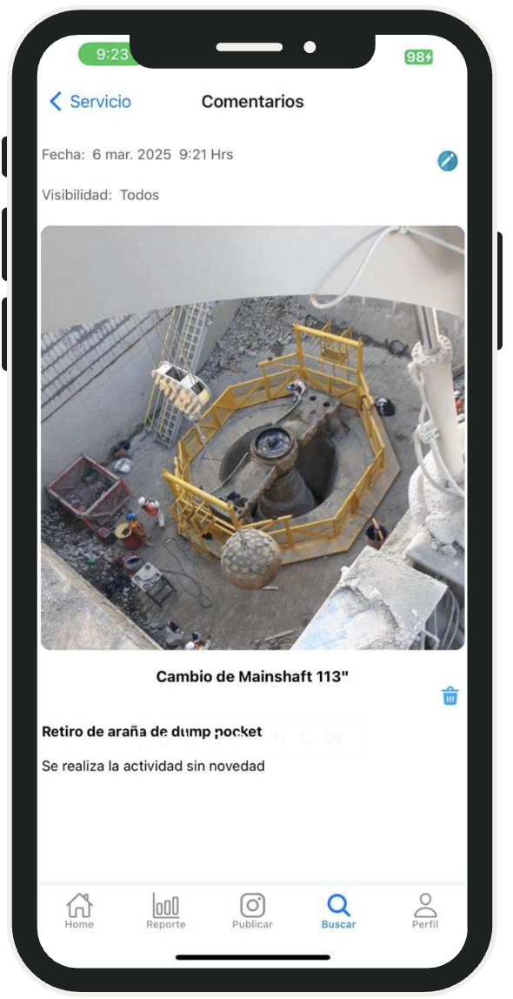 9:23
98
Servicio
Comentarios
Fecha: 6 mar. 2025 9:21 Hrs
Visibilidad: Todos
Cambio de Mainshaft 113"
Retiro de araña de dump pocket
NOW
Se realiza la actividad sin novedad
Home
Reporte
Publicar
Buscar
Perfil